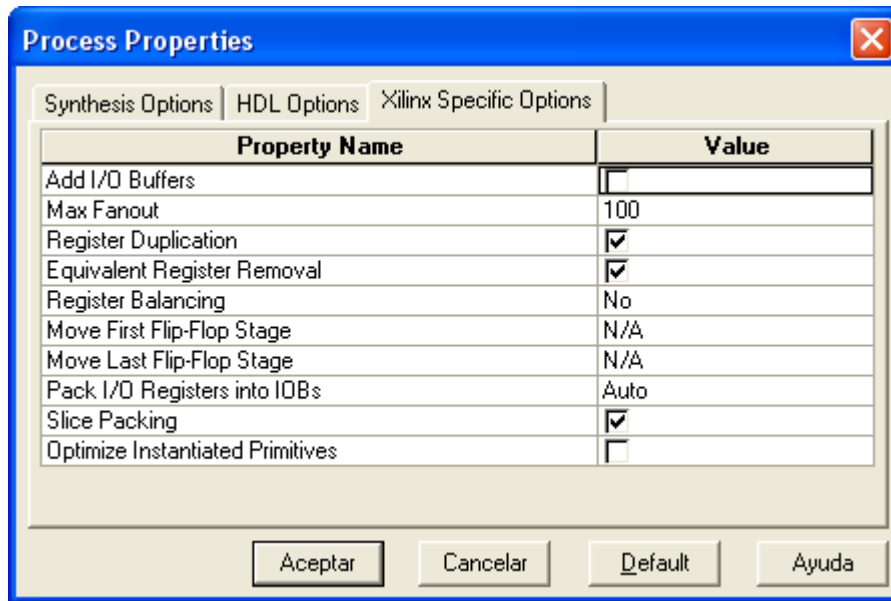 Process Properties
Synthesis Options HDL Options Xilinx Specific Options
Property Name Value
Add I/O Buffers
Max Fanout 100
Register Duplication
Equivalent Register Removal
Register Balancing No
Move First Flip-Flop Stage N/A
Move Last Flip-Flop Stage N/A
Pack I/O Registers into IOBs Auto
Slice Packing
Optimize Instantiated Primitives
Aceptar Cancelar Default Ayuda